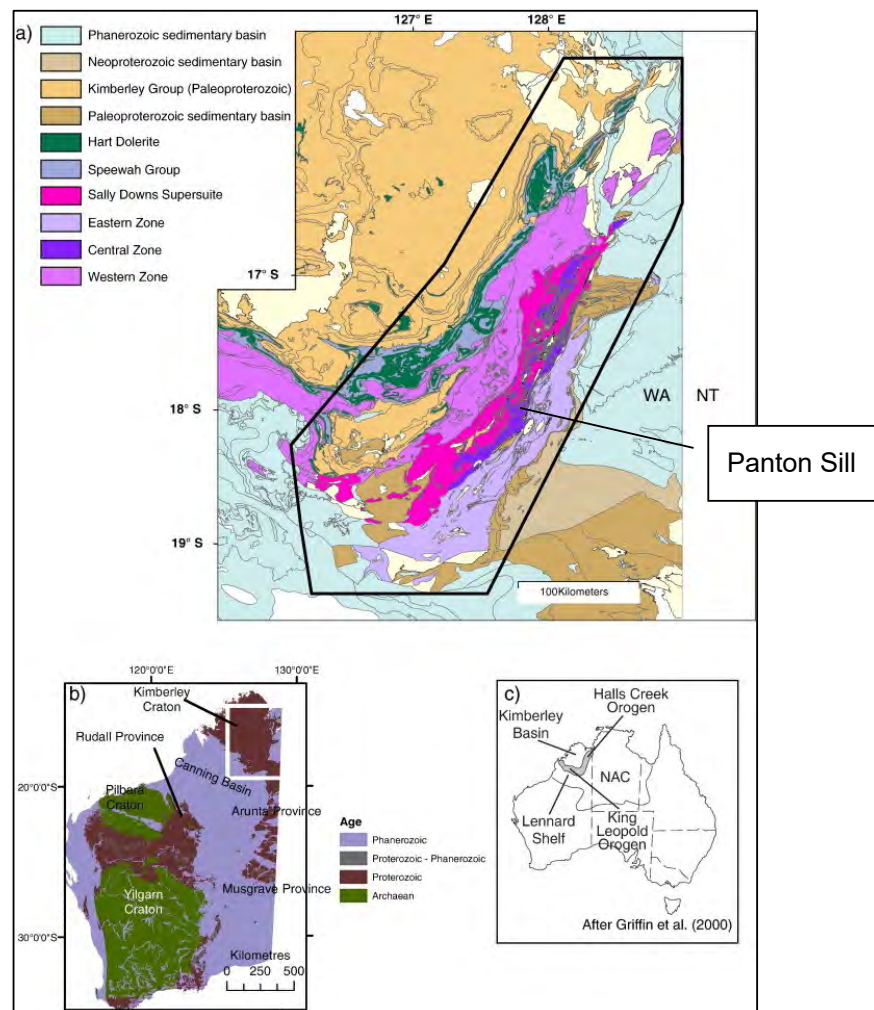 a)
127° E
128° E
Phanerozoic sedimentary basin
Neoproterozoic sedimentary basin
Kimberley Group (Paleoproterozoic)
Paleoproterozoic sedimentary basin
Hart Dolerite
Speewah Group
Sally Downs Supersuite
Eastern Zone
Central Zone
Western Zone
17° S
18° S
19° S
WA
NT
Panton Sill
100Kilometers
b)
120°0'0"E
130°0'0"E
Kimberley
Craton
Rudall Province
Canning Basin
20°0'0"S
Pilbara
Craton
Arunta Province
Musgrave Province
Yilgarn
Craton
30°0'0"S
Age
Phanerozoic
Proterozoic - Phanerozoic
Proterozoic
Archaean
Kilometres
0 250 500
c)
Halls Creek
Orogen
Kimberley
Basin
NAC
Lennard
Shelf
King
Leopold
Orogen
After Griffin et al. (2000)